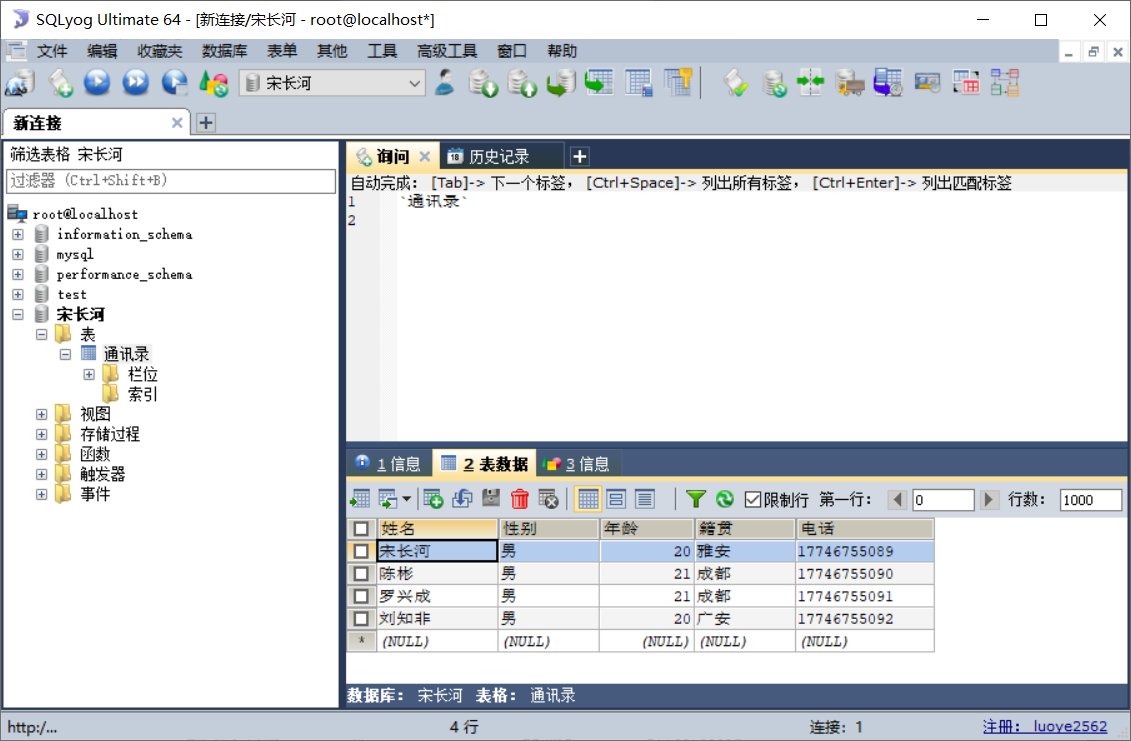 SQLyog Ultimate 64 - [新连接/宋长河 - root@localhost*]
文件 编辑 收藏夹 数据库 表单 其他 工具 高级工具 窗口 帮助
宋长河
新连接
筛选表格 宋长河
过滤器 (Ctrl+Shift+B)
root@localhost
information_schema
mysql
performance_schema
test
宋长河
表
通讯录
栏位
索引
视图
存储过程
函数
触发器
事件
询问 历史记录
自动完成: [Tab]-> 下一个标签, [Ctrl+Space]-> 列出所有标签, [Ctrl+Enter]-> 列出匹配标签
1 `通讯录`
2
1 信息 2 表数据 3 信息
限制行 第一行: 0 行数: 1000
姓名 性别 年龄 籍贯 电话
宋长河 男 20 雅安 17746755089
陈彬 男 21 成都 17746755090
罗兴成 男 21 成都 17746755091
刘知非 男 20 广安 17746755092
* (NULL) (NULL) (NULL) (NULL) (NULL)
数据库: 宋长河 表格: 通讯录
http:/... 4 行 连接: 1 注册: luoye2562